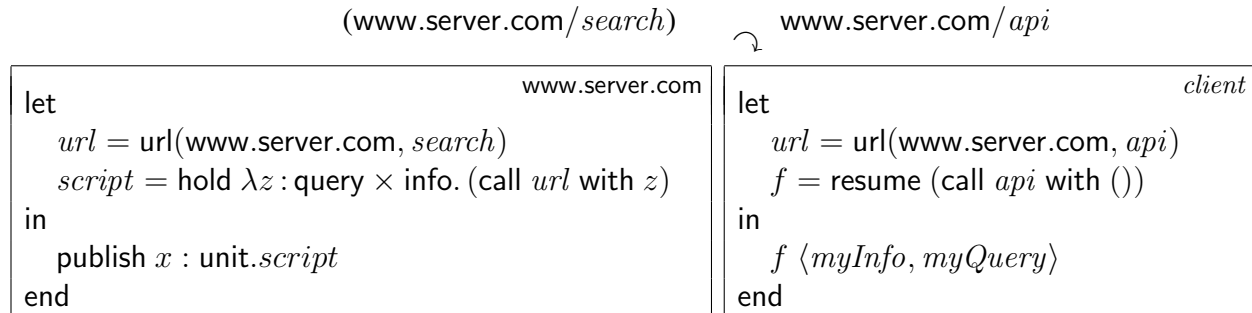 (www.server.com/search) ↷ www.server.com/api
www.server.com
let
url = url(www.server.com, search)
script = hold λz : query × info. (call url with z)
in
publish x : unit.script
end
client
let
url = url(www.server.com, api)
f = resume (call api with ())
in
f ⟨myInfo, myQuery⟩
end